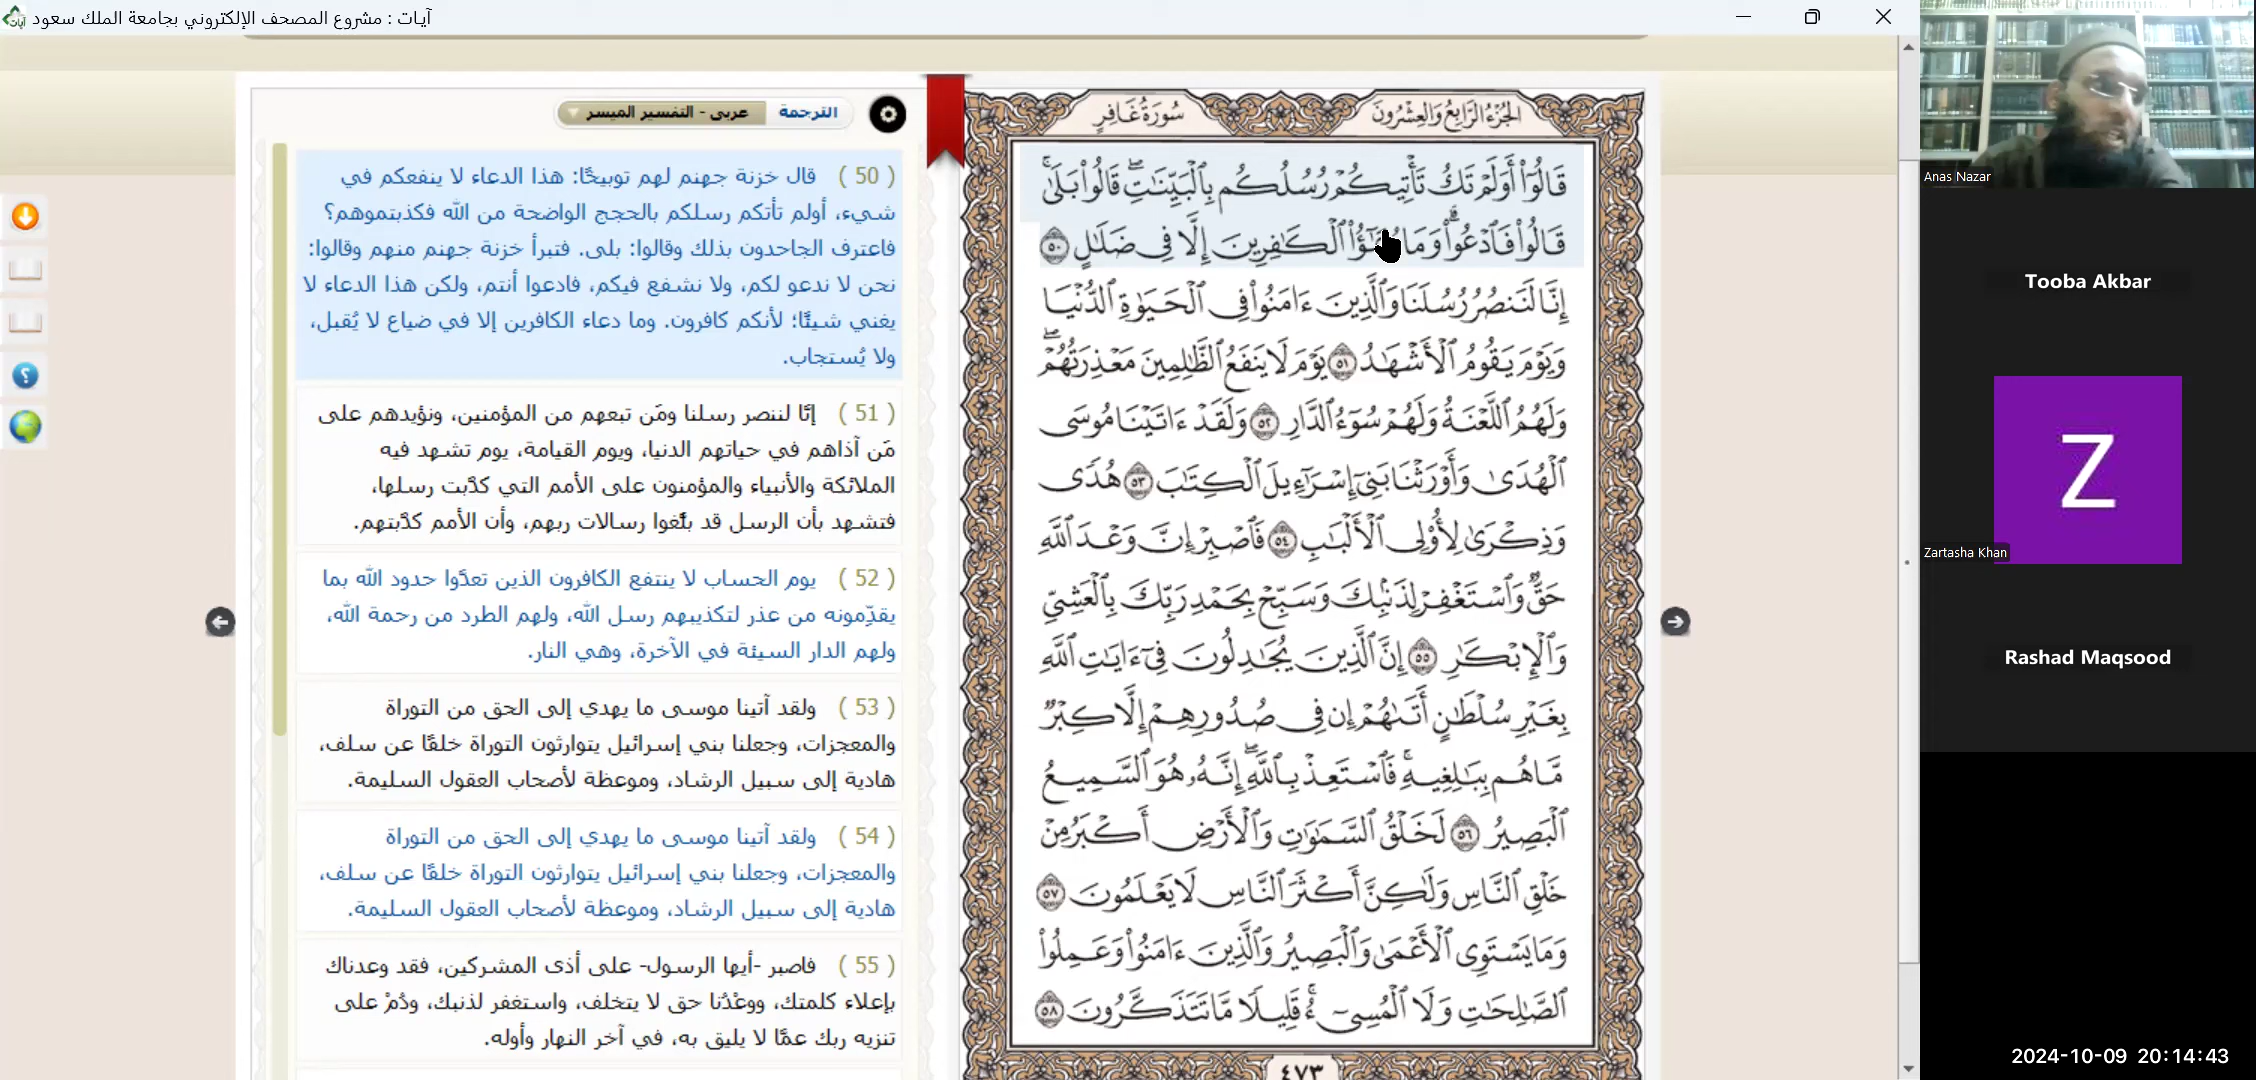 آيات : مشروع المصحف الإلكتروني بجامعة الملك سعود
الجُزْءُ الرَّابِعُ وَالعِشْرُونَ
سُورَةُ غَافِرٍ
قَالُوٓا۟ أَوَلَمْ تَكُ تَأْتِيكُمْ رُسُلُكُم بِٱلْبَيِّنَٰتِ ۖ قَالُوا۟ بَلَىٰ ۚ
قَالُوا۟ فَٱدْعُوا۟ ۗ وَمَا ٱلْكَٰفِرِينَ إِلَّا فِى ضَلَٰلٍ ٥٠
إِنَّا لَنَنصُرُ رُسُلَنَا وَٱلَّذِينَ ءَامَنُوا۟ فِى ٱلْحَيَوٰةِ ٱلدُّنْيَا
وَيَوْمَ يَقُومُ ٱلْأَشْهَٰدُ ٥١ يَوْمَ لَا يَنفَعُ ٱلظَّٰلِمِينَ مَعْذِرَتُهُمْ ۖ
وَلَهُمُ ٱللَّعْنَةُ وَلَهُمْ سُوٓءُ ٱلدَّارِ ٥٢ وَلَقَدْ ءَاتَيْنَا مُوسَى
ٱلْهُدَىٰ وَأَوْرَثْنَا بَنِىٓ إِسْرَٰٓءِيلَ ٱلْكِتَٰبَ ٥٣ هُدًى
وَذِكْرَىٰ لِأُو۟لِى ٱلْأَلْبَٰبِ ٥٤ فَٱصْبِرْ إِنَّ وَعْدَ ٱللَّهِ
حَقٌّ وَٱسْتَغْفِرْ لِذَنۢبِكَ وَسَبِّحْ بِحَمْدِ رَبِّكَ بِٱلْعَشِىِّ
وَٱلْإِبْكَٰرِ ٥٥ إِنَّ ٱلَّذِينَ يُجَٰدِلُونَ فِىٓ ءَايَٰتِ ٱللَّهِ
بِغَيْرِ سُلْطَٰنٍ أَتَىٰهُمْ إِن فِى صُدُورِهِمْ إِلَّا كِبْرٌ
مَّا هُم بِبَٰلِغِيهِ ۚ فَٱسْتَعِذْ بِٱللَّهِ ۖ إِنَّهُۥ هُوَ ٱلسَّمِيعُ
ٱلْبَصِيرُ ٥٦ لَخَلْقُ ٱلسَّمَٰوَٰتِ وَٱلْأَرْضِ أَكْبَرُ مِنْ
خَلْقِ ٱلنَّاسِ وَلَٰكِنَّ أَكْثَرَ ٱلنَّاسِ لَا يَعْلَمُونَ ٥٧
وَمَا يَسْتَوِى ٱلْأَعْمَىٰ وَٱلْبَصِيرُ وَٱلَّذِينَ ءَامَنُوا۟ وَعَمِلُوا۟
ٱلصَّٰلِحَٰتِ وَلَا ٱلْمُسِىٓءُ ۚ قَلِيلًا مَّا تَتَذَكَّرُونَ ٥٨
٤٧٣
الترجمة
عربى - التفسير الميسر
( 50 ) قال خزنة جهنم لهم توبيخًا: هذا الدعاء لا ينفعكم في
شيء، أولم تأتكم رسلكم بالحجج الواضحة من الله فكذبتموهم؟
فاعترف الجاحدون بذلك وقالوا: بلى. فتبرأ خزنة جهنم منهم وقالوا:
نحن لا ندعو لكم، ولا نشفع فيكم، فادعوا أنتم، ولكن هذا الدعاء لا
يغني شيئًا؛ لأنكم كافرون. وما دعاء الكافرين إلا في ضياع لا يُقبل،
ولا يُستجاب.
( 51 ) إنَّا لننصر رسلنا ومَن تبعهم من المؤمنين، ونؤيدهم على
مَن آذاهم في حياتهم الدنيا، ويوم القيامة، يوم تشهد فيه
الملائكة والأنبياء والمؤمنون على الأمم التي كذَّبت رسلها،
فتشهد بأن الرسل قد بلَّغوا رسالات ربهم، وأن الأمم كذَّبتهم.
( 52 ) يوم الحساب لا ينتفع الكافرون الذين تعدَّوا حدود الله بما
يقدِّمونه من عذر لتكذيبهم رسل الله، ولهم الطرد من رحمة الله،
ولهم الدار السيئة في الآخرة، وهي النار.
( 53 ) ولقد آتينا موسى ما يهدي إلى الحق من التوراة
والمعجزات، وجعلنا بني إسرائيل يتوارثون التوراة خلفًا عن سلف،
هادية إلى سبيل الرشاد، وموعظة لأصحاب العقول السليمة.
( 54 ) ولقد آتينا موسى ما يهدي إلى الحق من التوراة
والمعجزات، وجعلنا بني إسرائيل يتوارثون التوراة خلفًا عن سلف،
هادية إلى سبيل الرشاد، وموعظة لأصحاب العقول السليمة.
( 55 ) فاصبر -أيها الرسول- على أذى المشركين، فقد وعدناك
بإعلاء كلمتك، ووعْدُنا حق لا يتخلف، واستغفر لذنبك، ودُمْ على
تنزيه ربك عمَّا لا يليق به، في آخر النهار وأوله.
Anas Nazar
Tooba Akbar
Z
Zartasha Khan
Rashad Maqsood
2024-10-09 20:14:43